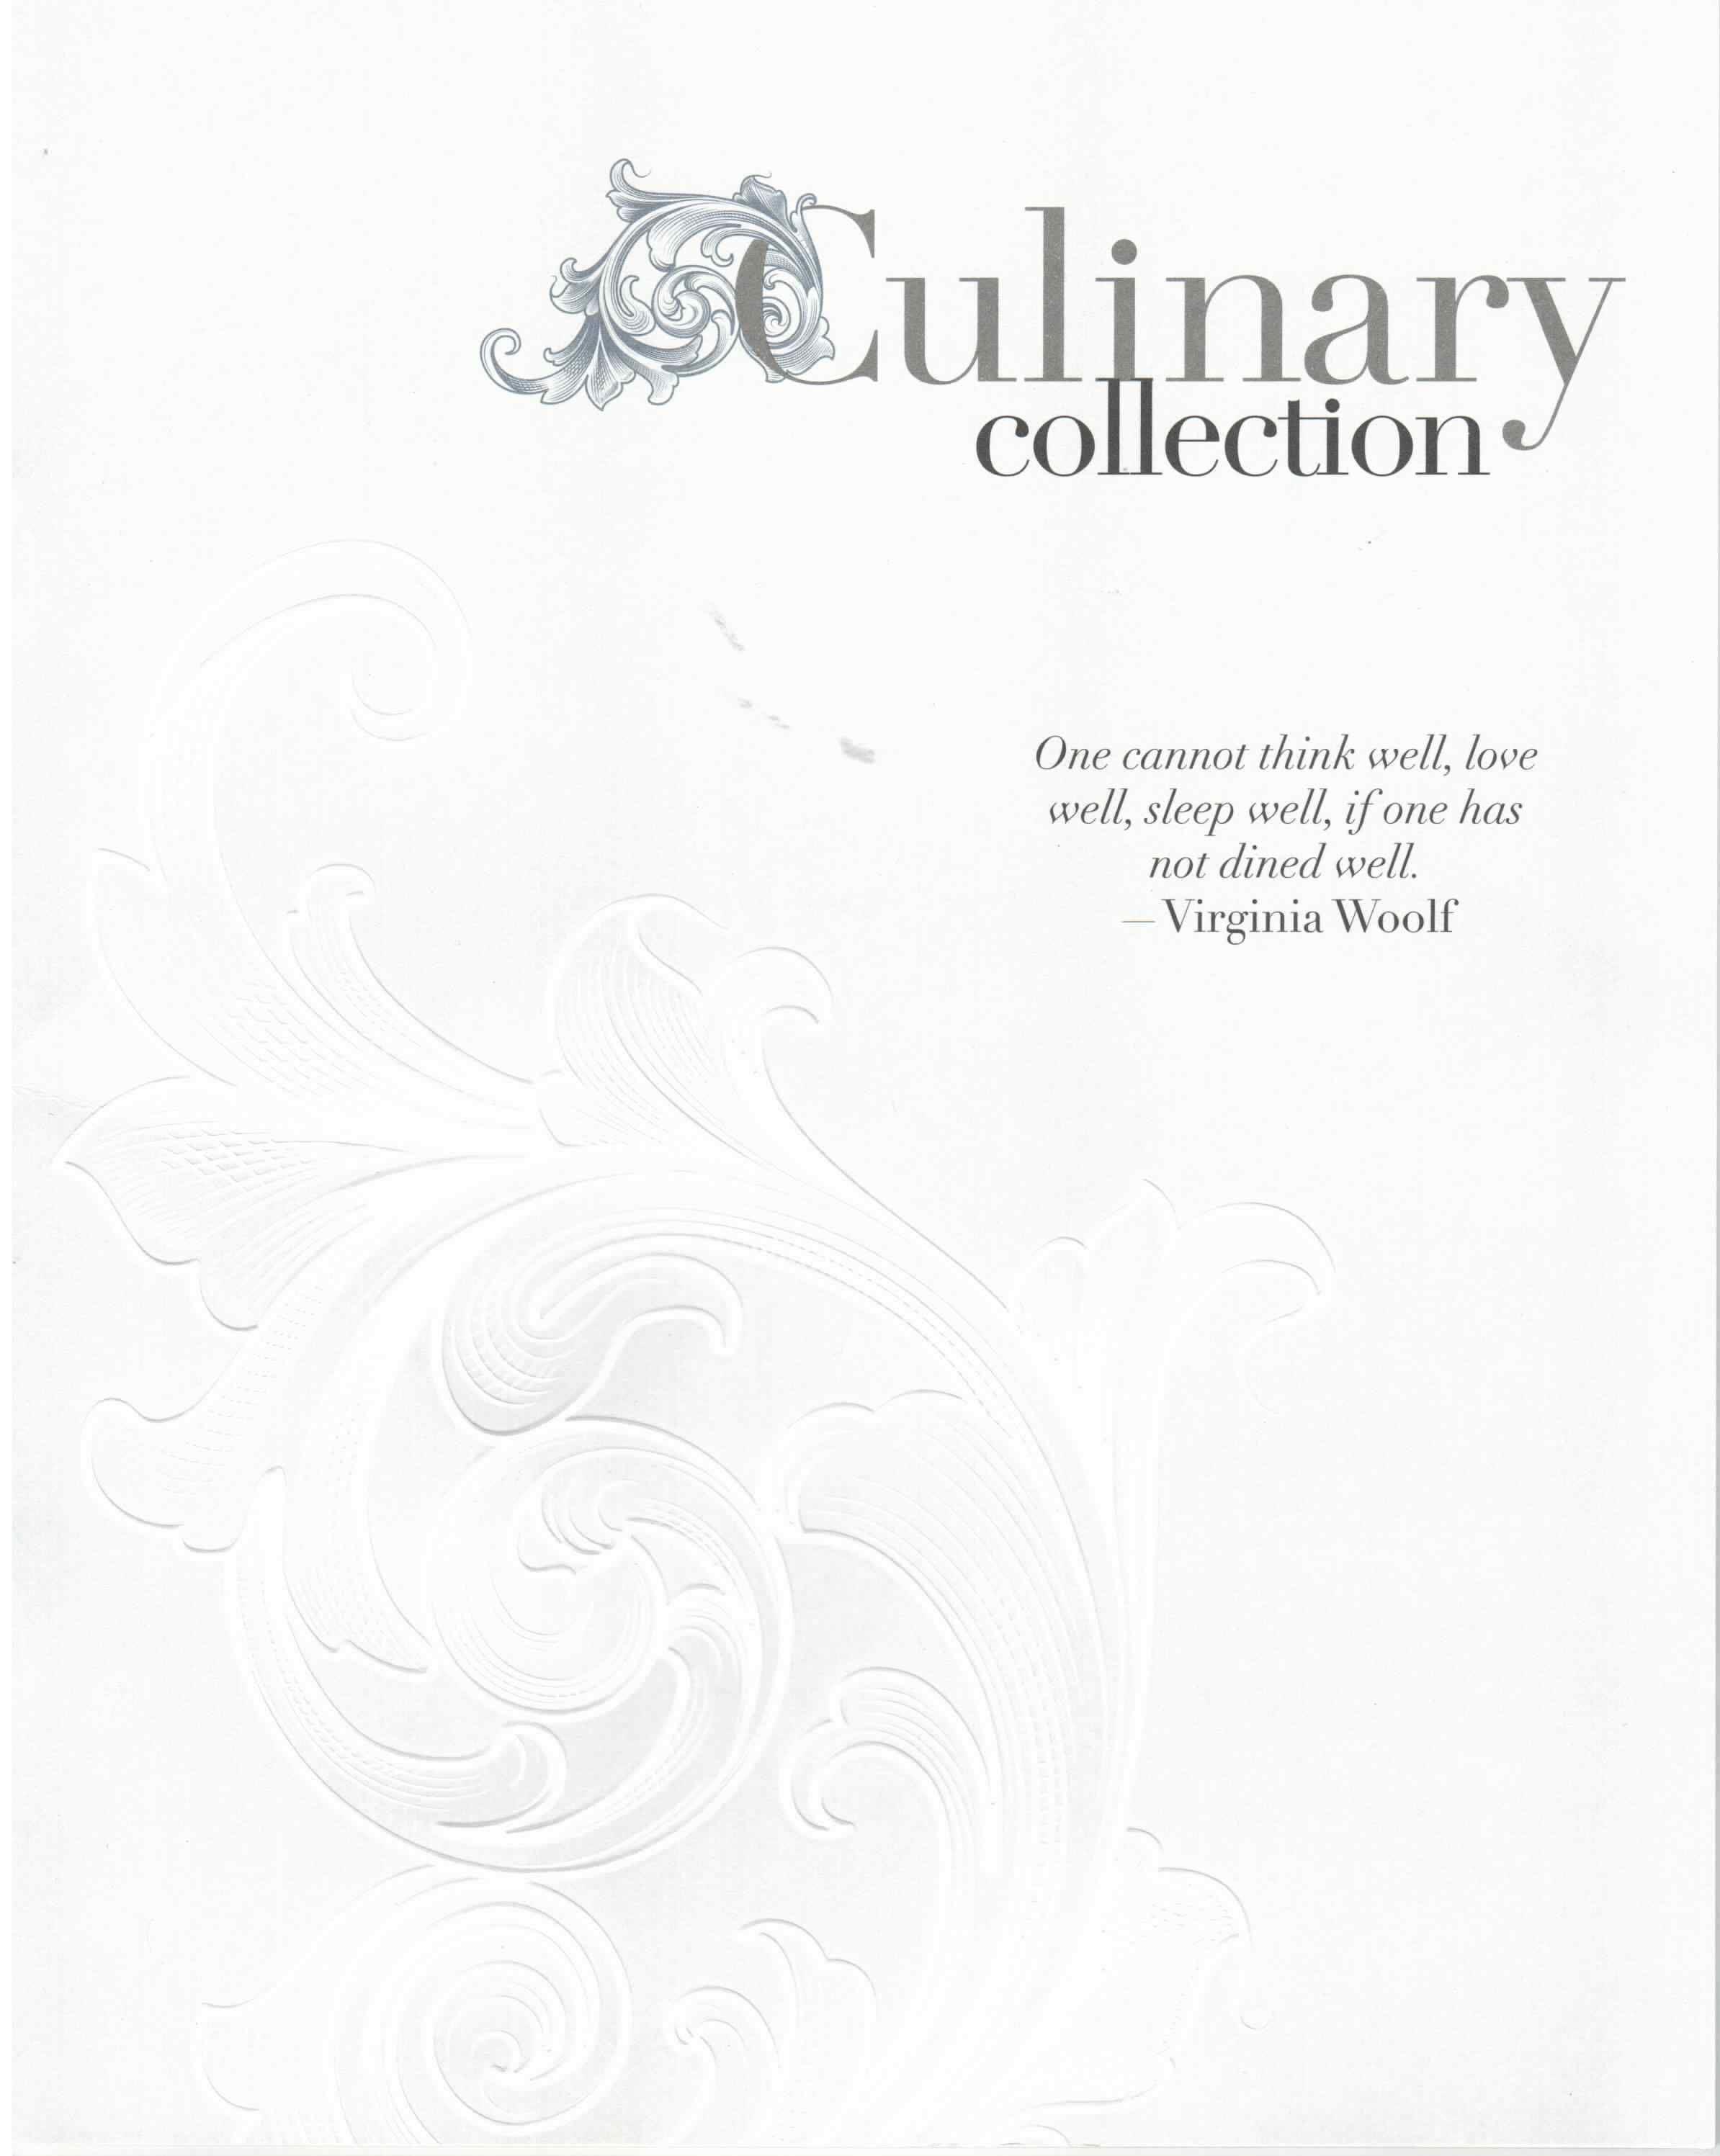 Culinary
collection
One cannot think well, love
well, sleep well, if one has
not dined well.
— Virginia Woolf